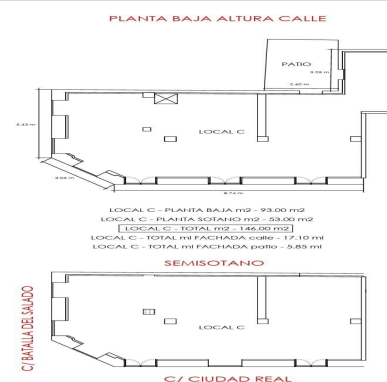 PLANTA BAJA ALTURA CALLE
PATIO
LOCAL C
LOCAL C - PLANTA BAJA m2 - 93.00 m2
LOCAL C - PLANTA SOTANO m2 - 53.00 m2
LOCAL C - TOTAL m2 - 146.00 m2
LOCAL C - TOTAL ml FACHADA calle - 17.10 ml
LOCAL C - TOTAL ml FACHADA patio - 5.85 ml
SEMISOTANO
C/ BATALLA DEL SALADO
LOCAL C
C/ CIUDAD REAL